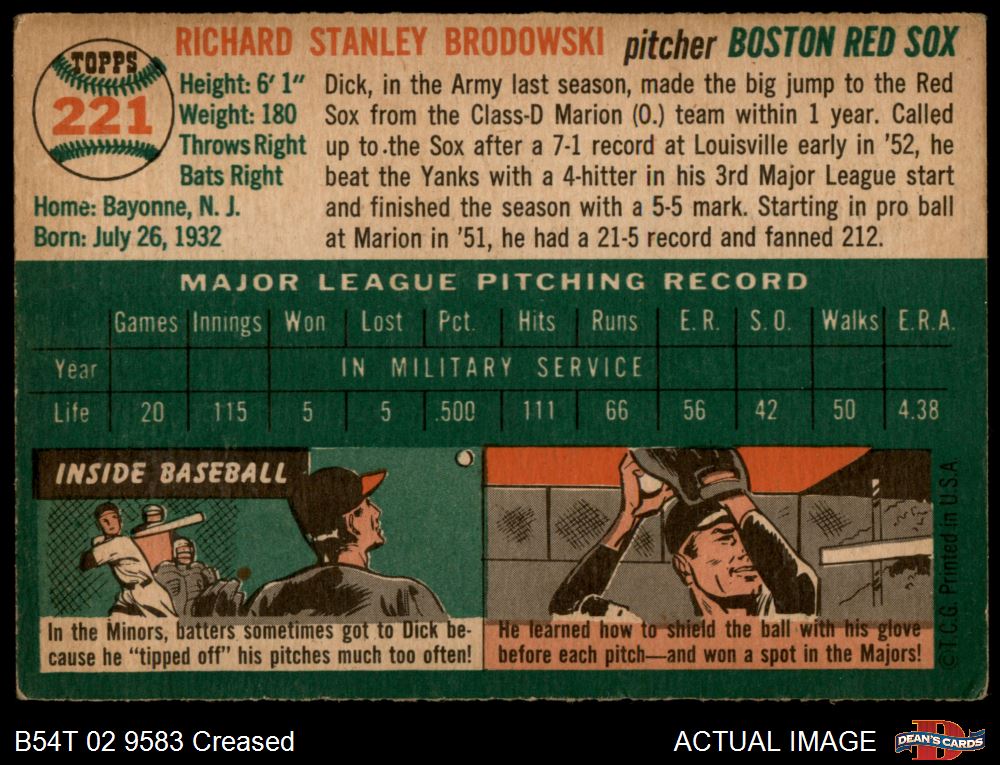 TOPPS
221
RICHARD STANLEY BRODOWSKI pitcher BOSTON RED SOX
Height: 6' 1"
Weight: 180
Throws Right
Bats Right
Home: Bayonne, N. J.
Born: July 26, 1932
Dick, in the Army last season, made the big jump to the Red
Sox from the Class-D Marion (O.) team within 1 year. Called
up to the Sox after a 7-1 record at Louisville early in '52, he
beat the Yanks with a 4-hitter in his 3rd Major League start
and finished the season with a 5-5 mark. Starting in pro ball
at Marion in '51, he had a 21-5 record and fanned 212.
MAJOR LEAGUE PITCHING RECORD
Games Innings Won Lost Pct. Hits Runs E. R. S. O. Walks E.R.A.
Year IN MILITARY SERVICE
Life 20 115 5 5 .500 111 66 56 42 50 4.38
INSIDE BASEBALL
In the Minors, batters sometimes got to Dick be-
cause he "tipped off" his pitches much too often!
He learned how to shield the ball with his glove
before each pitch—and won a spot in the Majors!
©T.C.G. Printed in U.S.A.
B54T 02 9583 Creased
ACTUAL IMAGE
DEAN'S CARDS